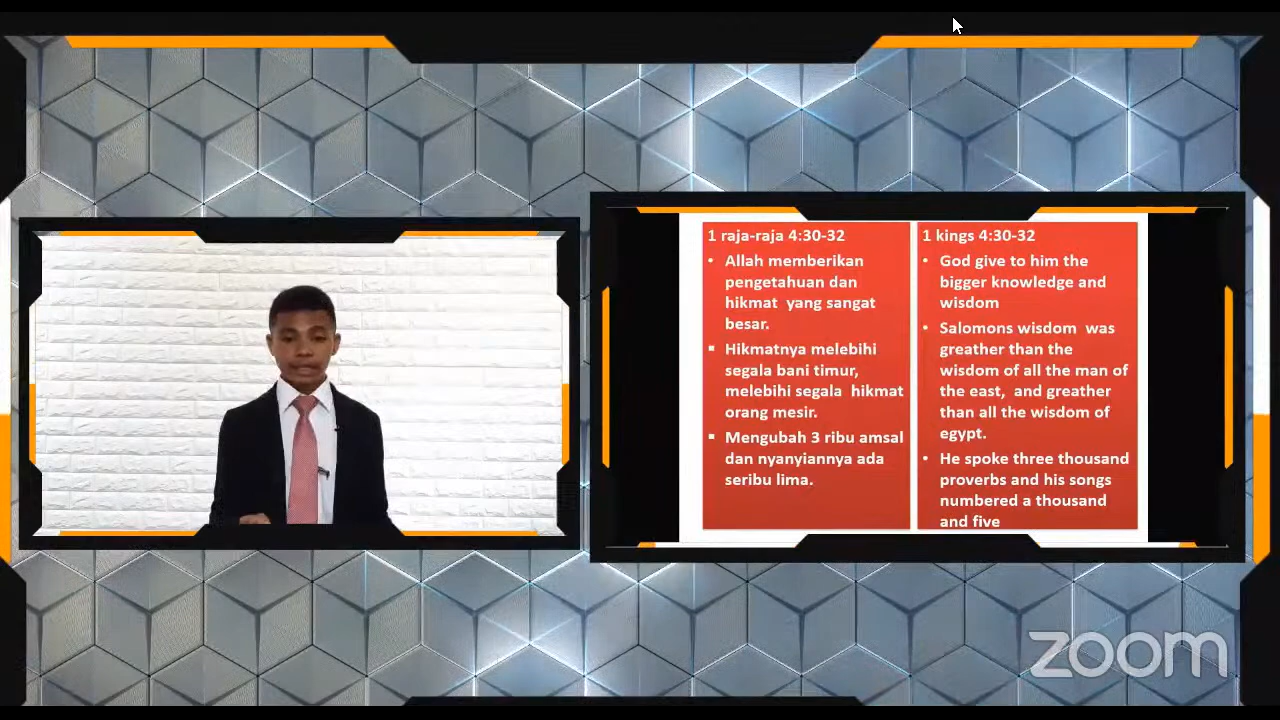 1 raja-raja 4:30-32
• Allah memberikan
pengetahuan dan
hikmat yang sangat
besar.
▪ Hikmatnya melebihi
segala bani timur,
melebihi segala hikmat
orang mesir.
▪ Mengubah 3 ribu amsal
dan nyanyiannya ada
seribu lima.
1 kings 4:30-32
• God give to him the
bigger knowledge and
wisdom
• Salomons wisdom was
greather than the
wisdom of all the man of
the east, and greather
than all the wisdom of
egypt.
• He spoke three thousand
proverbs and his songs
numbered a thousand
and five
zoom